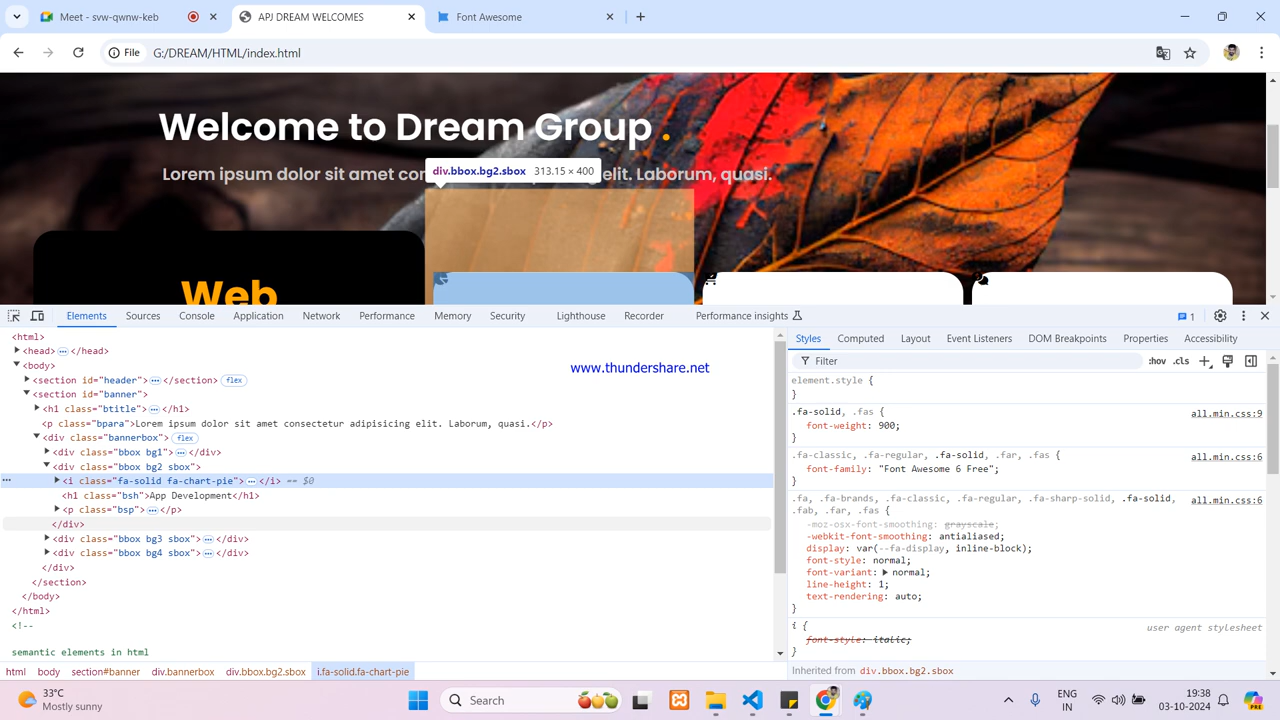 Meet - svw-qwnw-keb
APJ DREAM WELCOMES
Font Awesome
File
G:/DREAM/HTML/index.html
Welcome to Dream Group .
div.bbox.bg2.sbox 313.15 × 400
Lorem ipsum dolor sit amet con elit. Laborum, quasi.
Web
Elements Sources Console Application Network Performance Memory Security Lighthouse Recorder Performance insights
1
<html>
<head> ⋯ </head>
<body>
<section id="header"> ⋯ </section> flex
<section id="banner">
<h1 class="btitle"> ⋯ </h1>
<p class="bpara">Lorem ipsum dolor sit amet consectetur adipisicing elit. Laborum, quasi.</p>
<div class="bannerbox"> flex
<div class="bbox bg1"> ⋯ </div>
<div class="bbox bg2 sbox">
<i class="fa-solid fa-chart-pie"> ⋯ </i> == $0
<h1 class="bsh">App Development</h1>
<p class="bsp"> ⋯ </p>
</div>
<div class="bbox bg3 sbox"> ⋯ </div>
<div class="bbox bg4 sbox"> ⋯ </div>
</div>
</section>
</body>
</html>
<!--
semantic elements in html
www.thundershare.net
html body section#banner div.bannerbox div.bbox.bg2.sbox i.fa-solid.fa-chart-pie
Styles Computed Layout Event Listeners DOM Breakpoints Properties Accessibility
Filter
:hov .cls
element.style {
}
.fa-solid, .fas { all.min.css:9
font-weight: 900;
}
.fa-classic, .fa-regular, .fa-solid, .far, .fas { all.min.css:6
font-family: "Font Awesome 6 Free";
}
.fa, .fa-brands, .fa-classic, .fa-regular, .fa-sharp-solid, .fa-solid, all.min.css:6
.fab, .far, .fas {
-moz-osx-font-smoothing: grayscale;
-webkit-font-smoothing: antialiased;
display: var(--fa-display, inline-block);
font-style: normal;
font-variant: normal;
line-height: 1;
text-rendering: auto;
}
i { user agent stylesheet
font-style: italic;
}
Inherited from div.bbox.bg2.sbox
33°C
Mostly sunny
Search
ENG
IN
19:38
03-10-2024
PRE